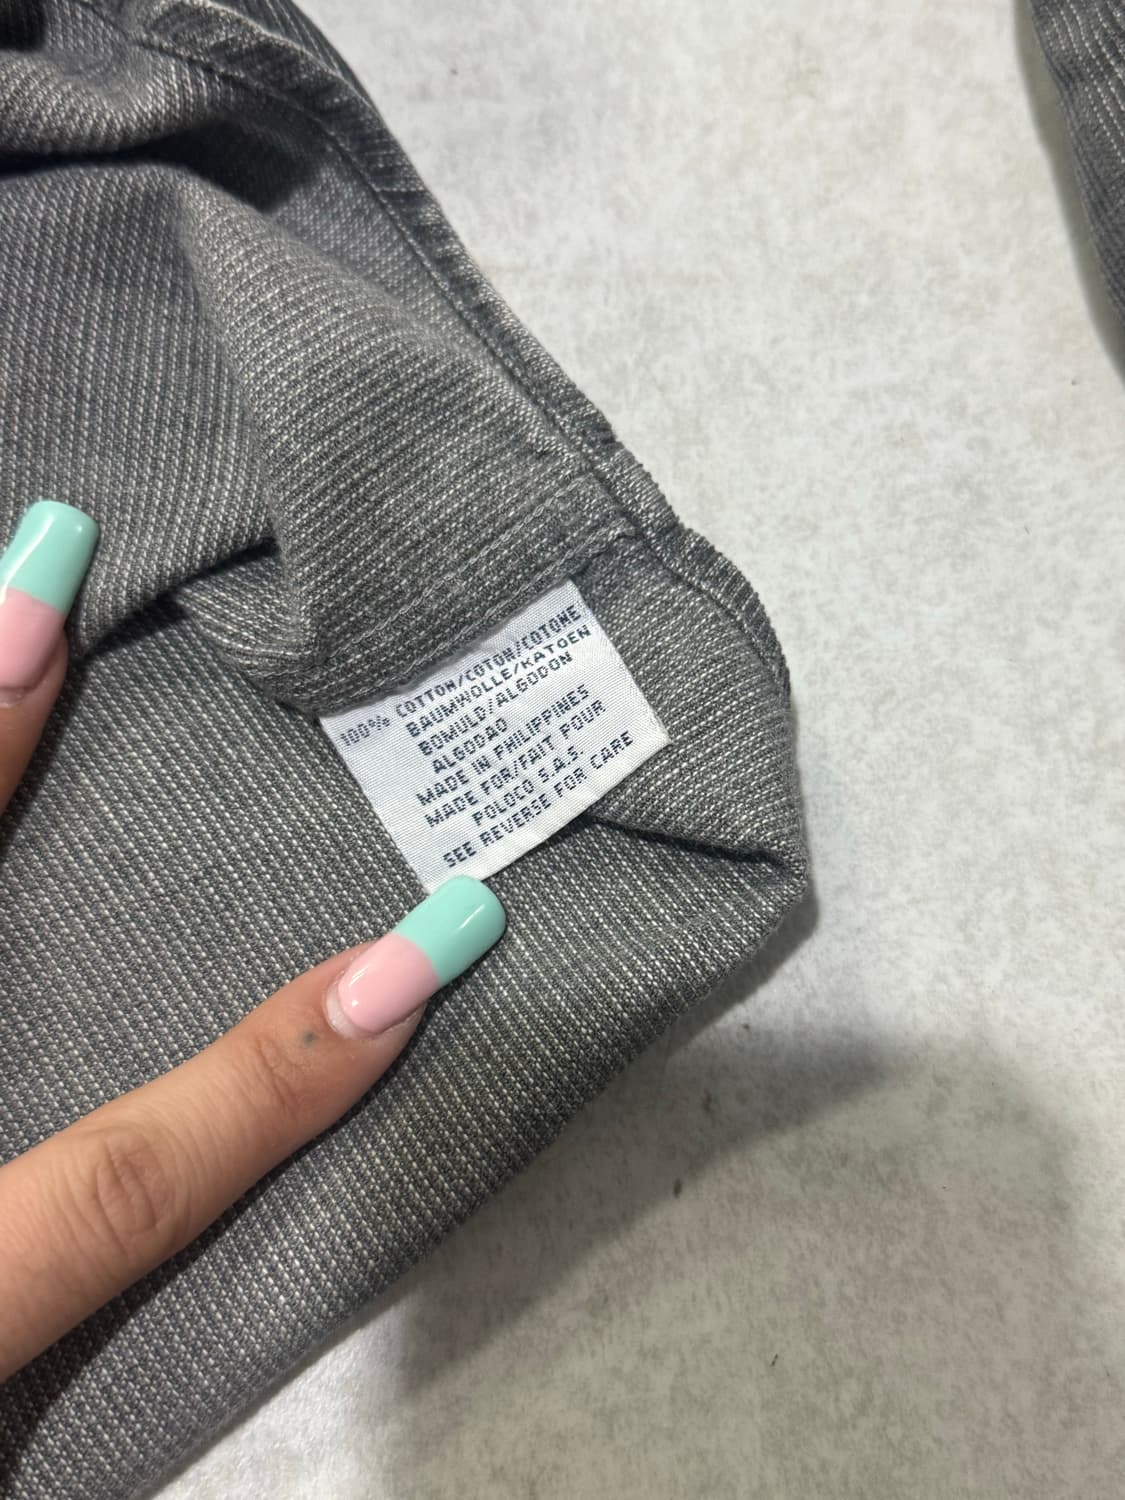 100% COTTON/COTON/COTONE
BAUMWOLLE/KATOEN
BOMULD/ALGODON
ALGODAO
MADE IN PHILIPPINES
MADE FOR/FAIT POUR
POLOCO S.A.S.
SEE REVERSE FOR CARE